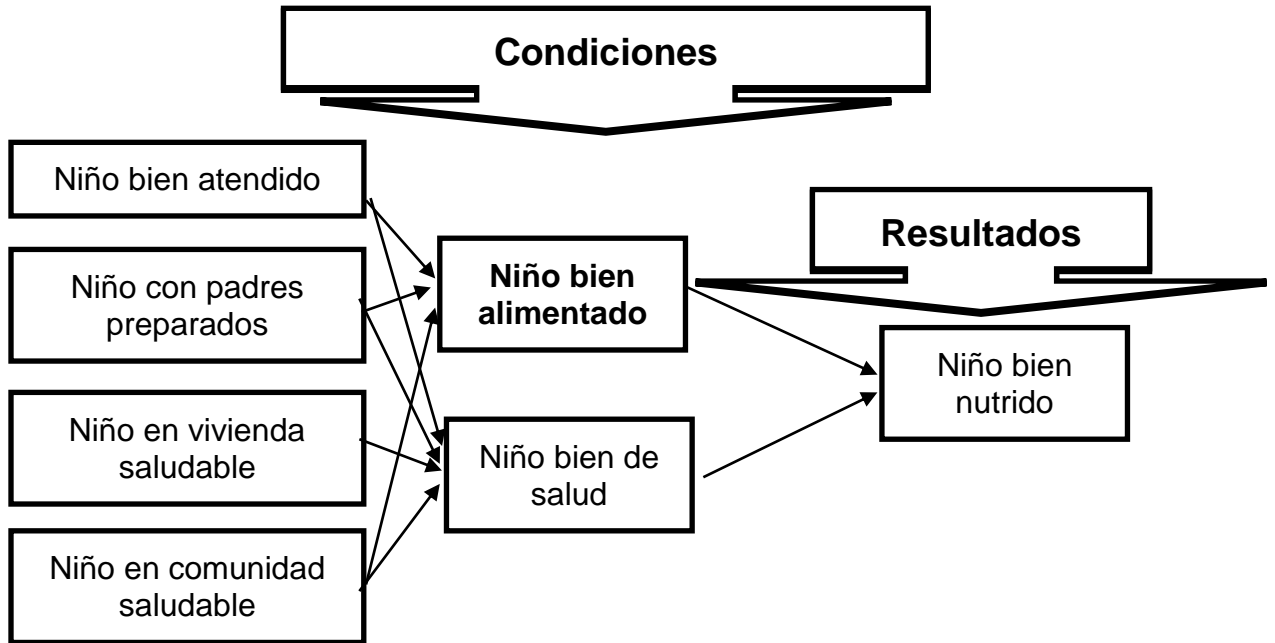 Condiciones
Niño bien atendido
Niño con padres
preparados
Niño en vivienda
saludable
Niño en comunidad
saludable
Niño bien
alimentado
Niño bien de
salud
Resultados
Niño bien
nutrido